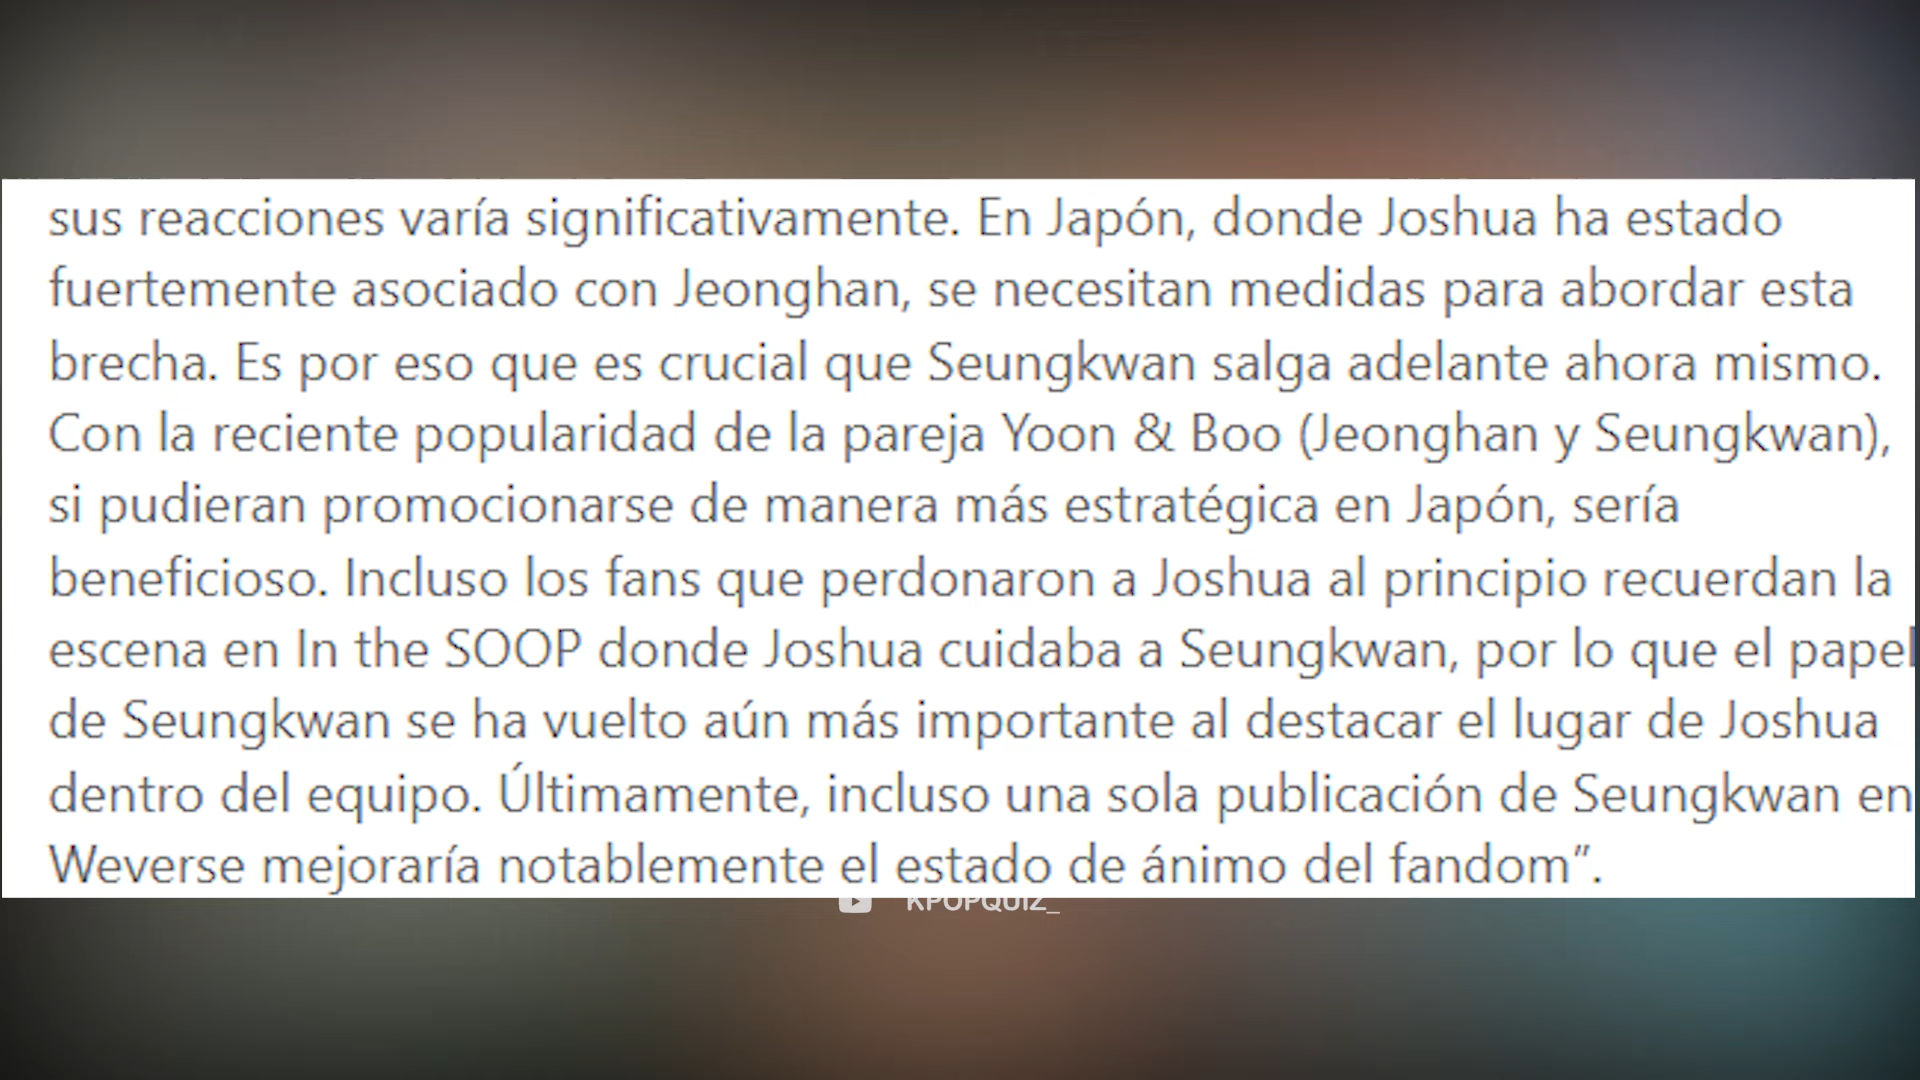 sus reacciones varía significativamente. En Japón, donde Joshua ha estado
fuertemente asociado con Jeonghan, se necesitan medidas para abordar esta
brecha. Es por eso que es crucial que Seungkwan salga adelante ahora mismo.
Con la reciente popularidad de la pareja Yoon & Boo (Jeonghan y Seungkwan),
si pudieran promocionarse de manera más estratégica en Japón, sería
beneficioso. Incluso los fans que perdonaron a Joshua al principio recuerdan la
escena en In the SOOP donde Joshua cuidaba a Seungkwan, por lo que el papel
de Seungkwan se ha vuelto aún más importante al destacar el lugar de Joshua
dentro del equipo. Últimamente, incluso una sola publicación de Seungkwan en
Weverse mejoraría notablemente el estado de ánimo del fandom”.
KPOPQUIZ_